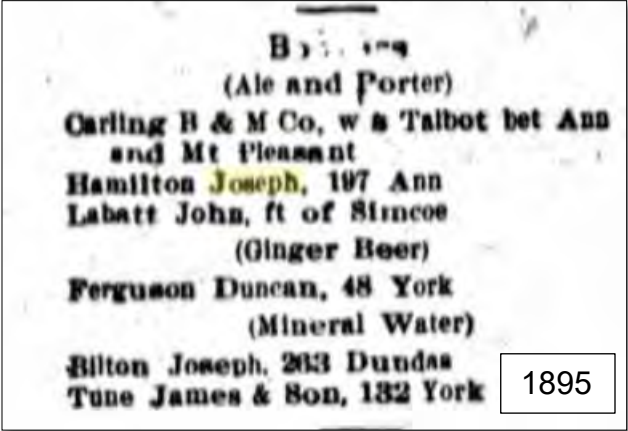 (Ale and Porter)
Carling B & M Co, w s Talbot bet Ann
and Mt Pleasant
Hamilton Joseph, 197 Ann
Labatt John, ft of Simcoe
(Ginger Beer)
Ferguson Duncan, 48 York
(Mineral Water)
Bilton Joseph, 263 Dundas
Tune James & Son, 132 York
1895